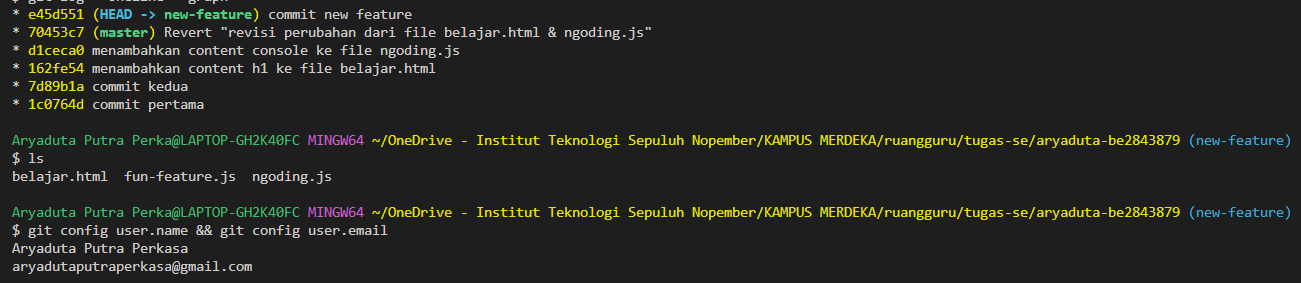 * e45d551 (HEAD -> new-feature) commit new feature
* 70453c7 (master) Revert "revisi perubahan dari file belajar.html & ngoding.js"
* d1ceca0 menambahkan content console ke file ngoding.js
* 162fe54 menambahkan content h1 ke file belajar.html
* 7d89b1a commit kedua
* 1c0764d commit pertama
Aryaduta Putra Perka@LAPTOP-GH2K40FC MINGW64 ~/OneDrive - Institut Teknologi Sepuluh Nopember/KAMPUS MERDEKA/ruangguru/tugas-se/aryaduta-be2843879 (new-feature)
$ ls
belajar.html  fun-feature.js  ngoding.js
Aryaduta Putra Perka@LAPTOP-GH2K40FC MINGW64 ~/OneDrive - Institut Teknologi Sepuluh Nopember/KAMPUS MERDEKA/ruangguru/tugas-se/aryaduta-be2843879 (new-feature)
$ git config user.name && git config user.email
Aryaduta Putra Perkasa
aryadutaputraperkasa@gmail.com